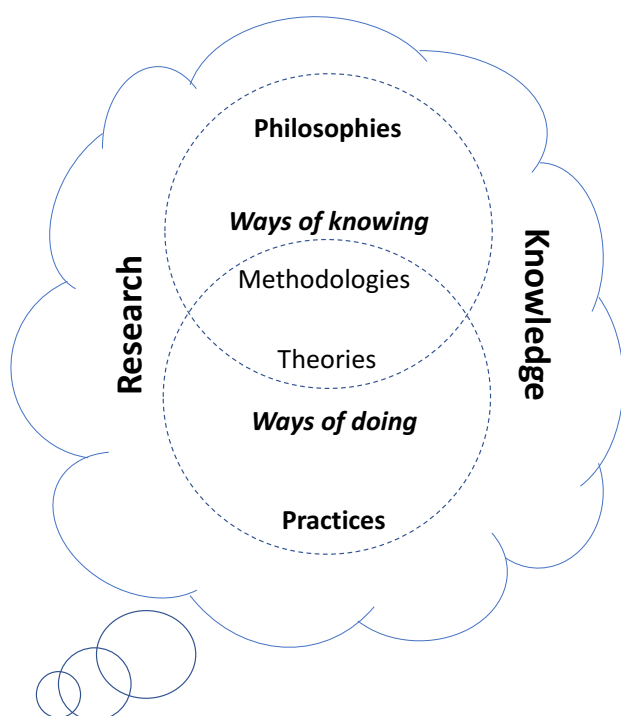 Philosophies
Ways of knowing
Methodologies
Theories
Ways of doing
Practices
Research
Knowledge